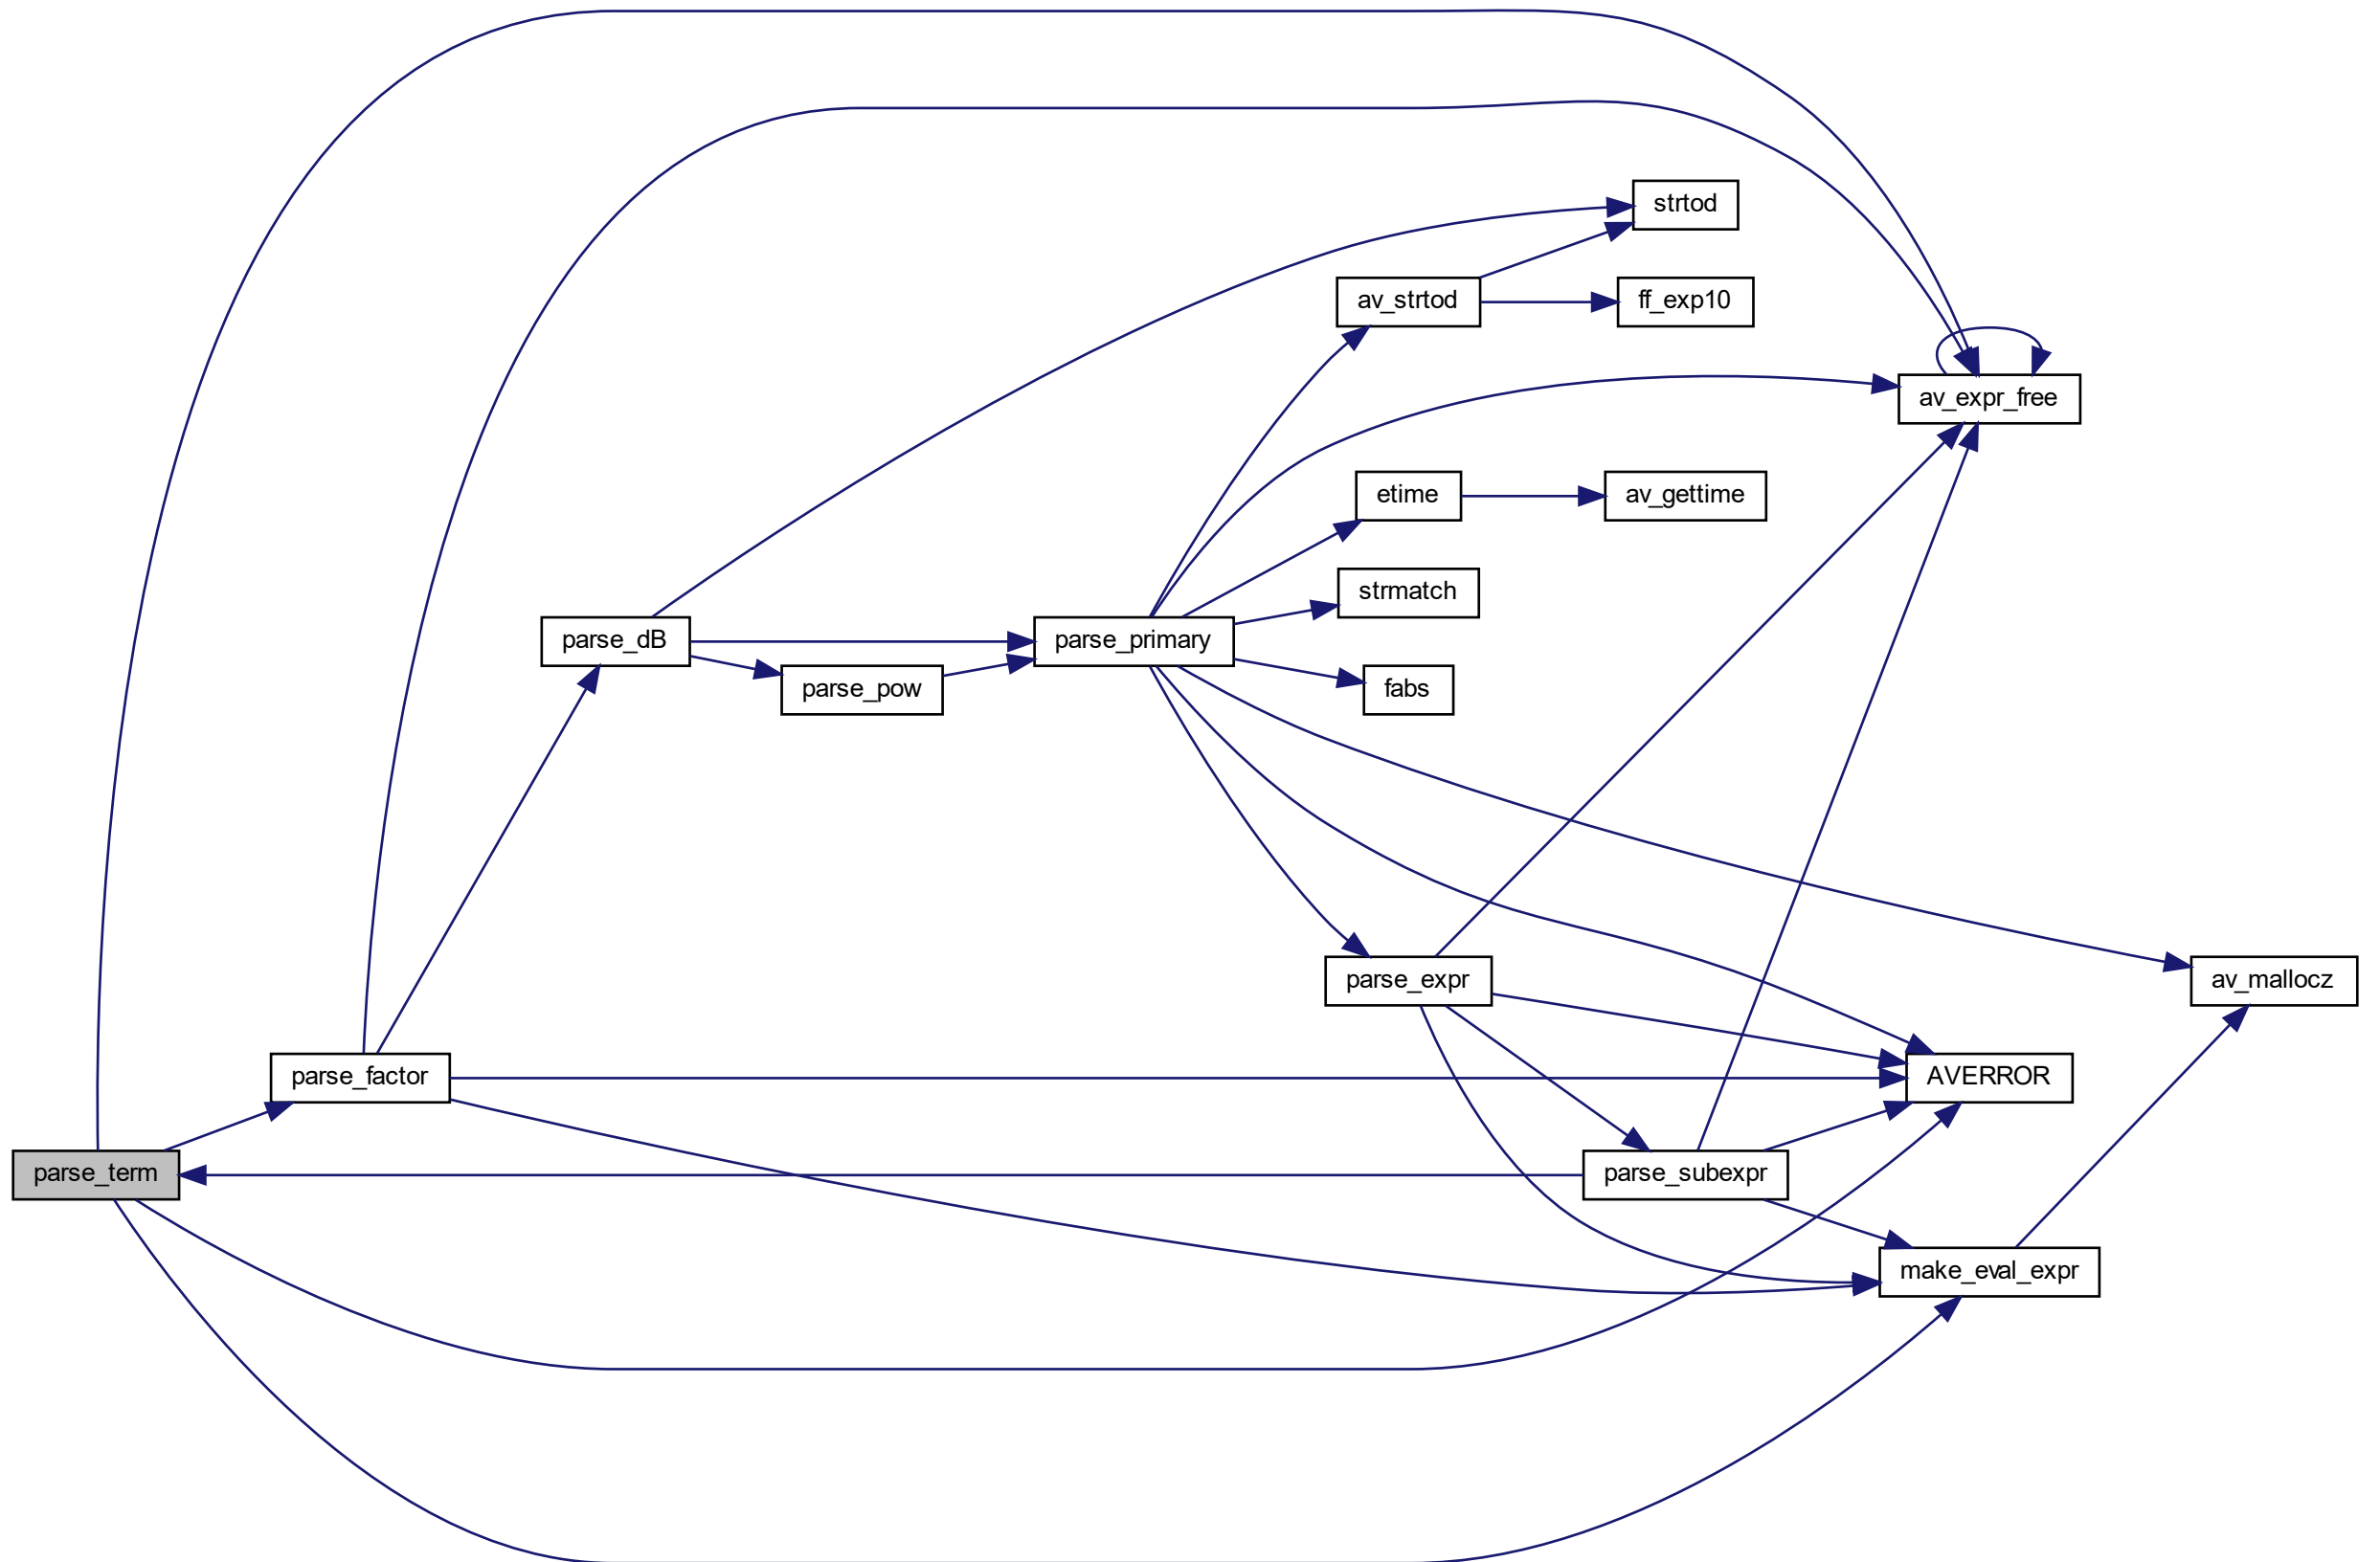 strtod
av_strtod
ff_exp10
av_expr_free
etime
av_gettime
strmatch
parse_dB
parse_primary
parse_pow
fabs
parse_expr
av_mallocz
parse_factor
AVERROR
parse_term
parse_subexpr
make_eval_expr